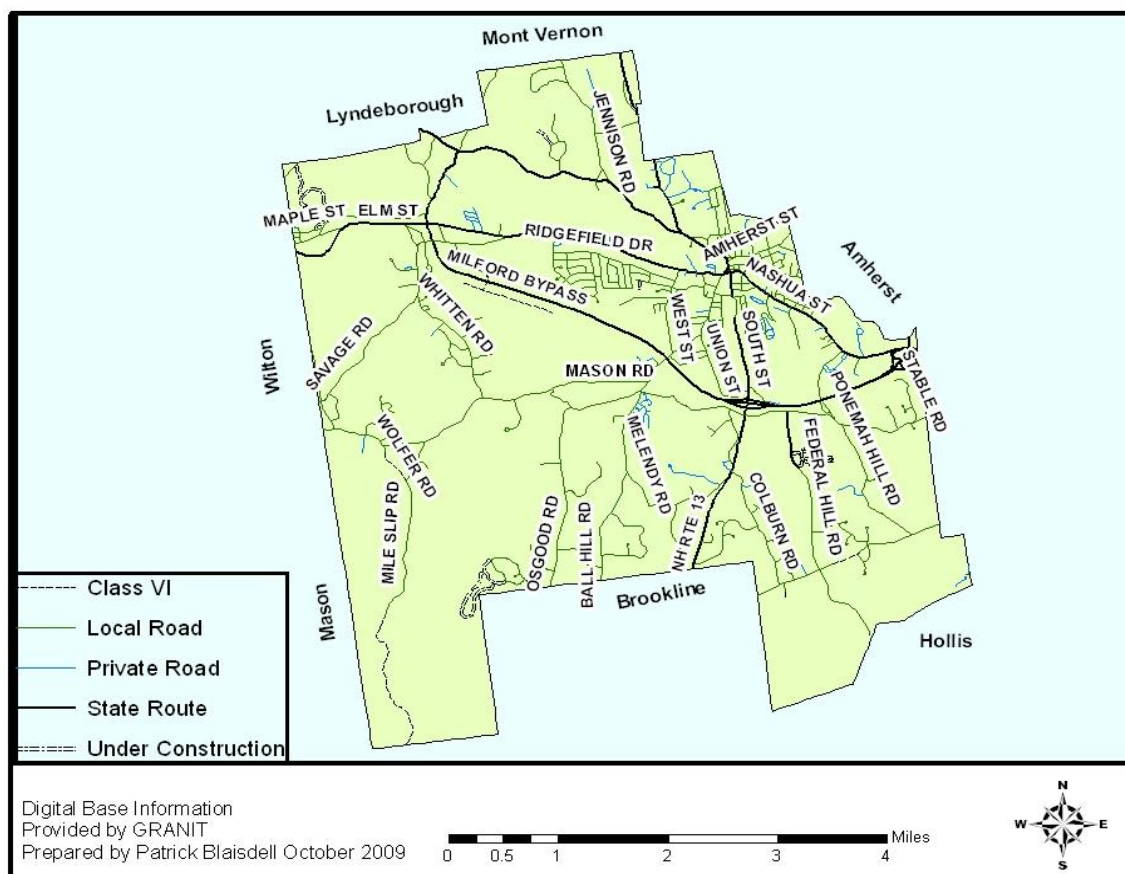 Mont Vernon
Lyndeborough
JENNISON RD
MAPLE ST
ELM ST
RIDGEFIELD DR
AMHERST ST
Amherst
MILFORD BYPASS
NASHUA ST
WHITTEN RD
WEST ST
UNION ST
SOUTH ST
SAVAGE RD
Wilton
MASON RD
STABLE RD
PONEMAH HILL RD
WOLFER RD
MELENDY RD
FEDERAL HILL RD
COLBURN RD
MILE SLIP RD
OSGOOD RD
BALL HILL RD
NH RTE 13
Mason
Brookline
Hollis
Class VI
Local Road
Private Road
State Route
Under Construction
Digital Base Information
Provided by GRANIT
Prepared by Patrick Blaisdell October 2009
Miles
0 0.5 1 2 3 4
N
W E
S